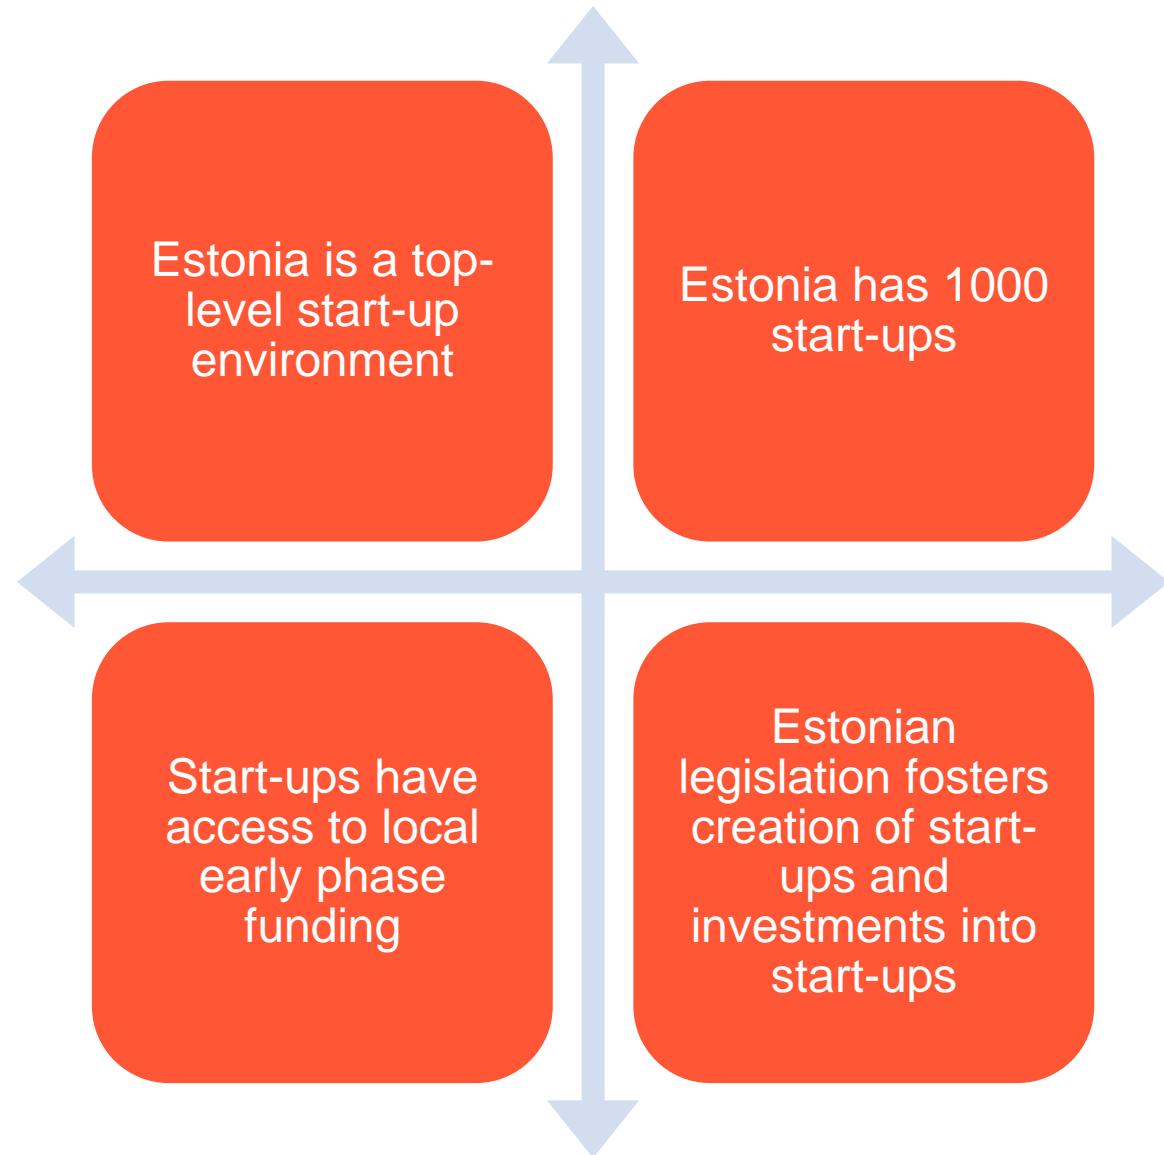 Estonia is a top-
level start-up
environment
Estonia has 1000
start-ups
Start-ups have
access to local
early phase
funding
Estonian
legislation fosters
creation of start-
ups and
investments into
start-ups